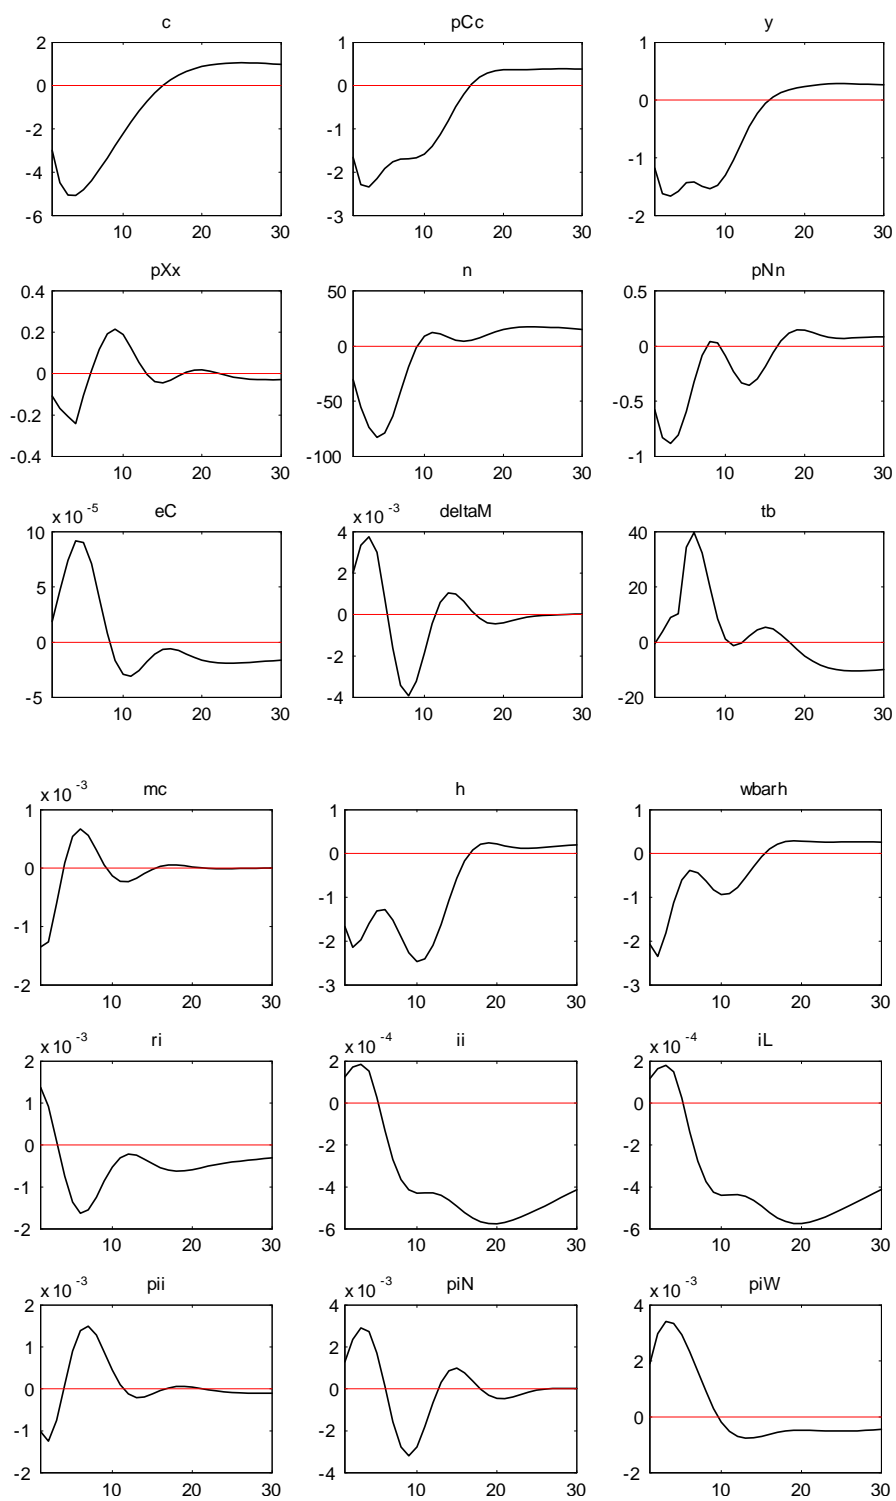 c pCc y
2 1 1
0 0 0
-2 -1 -1
-4 -2 -2
-6 -3
10 20 30 10 20 30 10 20 30
pXx n pNn
0.4 50 0.5
0.2 0 0
0 -50 -0.5
-0.2 -100 -1
-0.4
10 20 30 10 20 30 10 20 30
x 10 -5 eC x 10 -3 deltaM tb
10 4 40
5 2 20
0 0 0
-5 -2 -20
-4
10 20 30 10 20 30 10 20 30
x 10 -3 mc h wbarh
1 1 1
0 0 0
-1 -1 -1
-2 -2 -2
-3 -3
10 20 30 10 20 30 10 20 30
x 10 -3 ri x 10 -4 ii x 10 -4 iL
2 2 2
1 0 0
0 -2 -2
-1 -4 -4
-2 -6 -6
10 20 30 10 20 30 10 20 30
x 10 -3 pii x 10 -3 piN x 10 -3 piW
2 4 4
1 2 2
0 0 0
-1 -2 -2
-2 -4
10 20 30 10 20 30 10 20 30